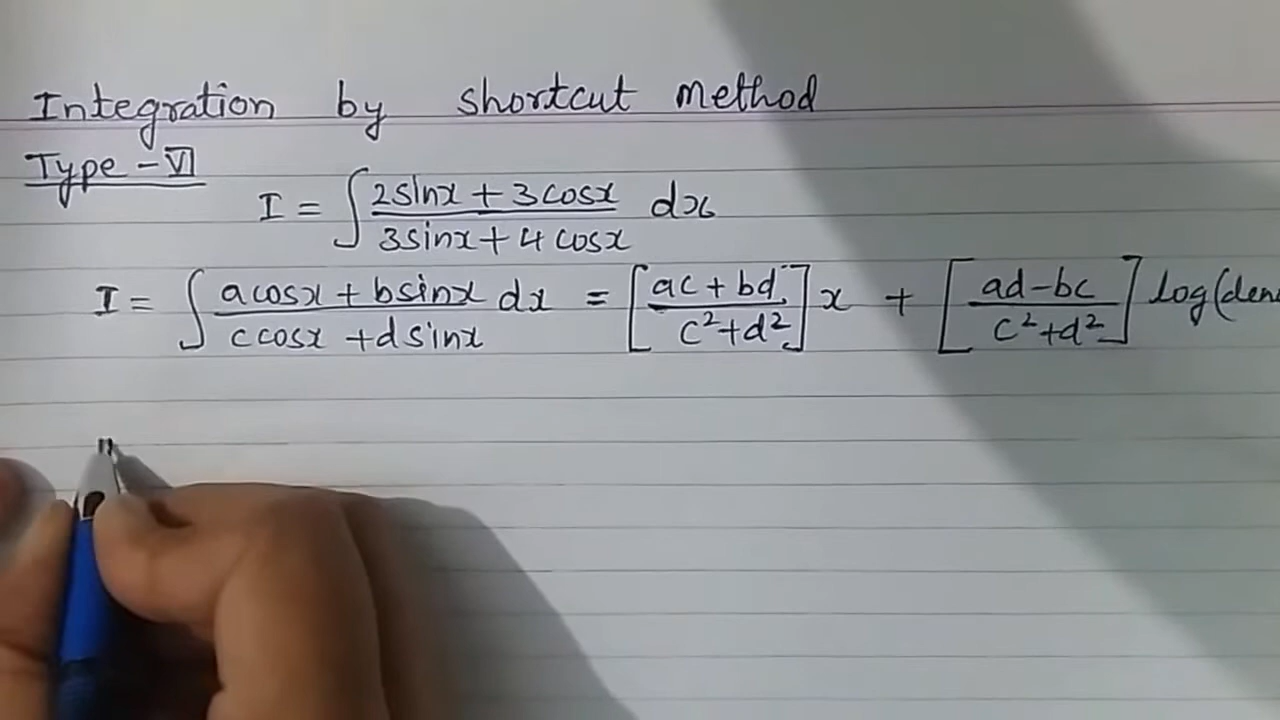 Integration by shortcut method
Type - VI
I = ∫ (2sinx + 3cosx)/(3sinx + 4cosx) dx
I = ∫ (acosx + bsinx)/(ccosx + dsinx) dx = [(ac + bd)/(c² + d²)] x + [(ad - bc)/(c² + d²)] log(den